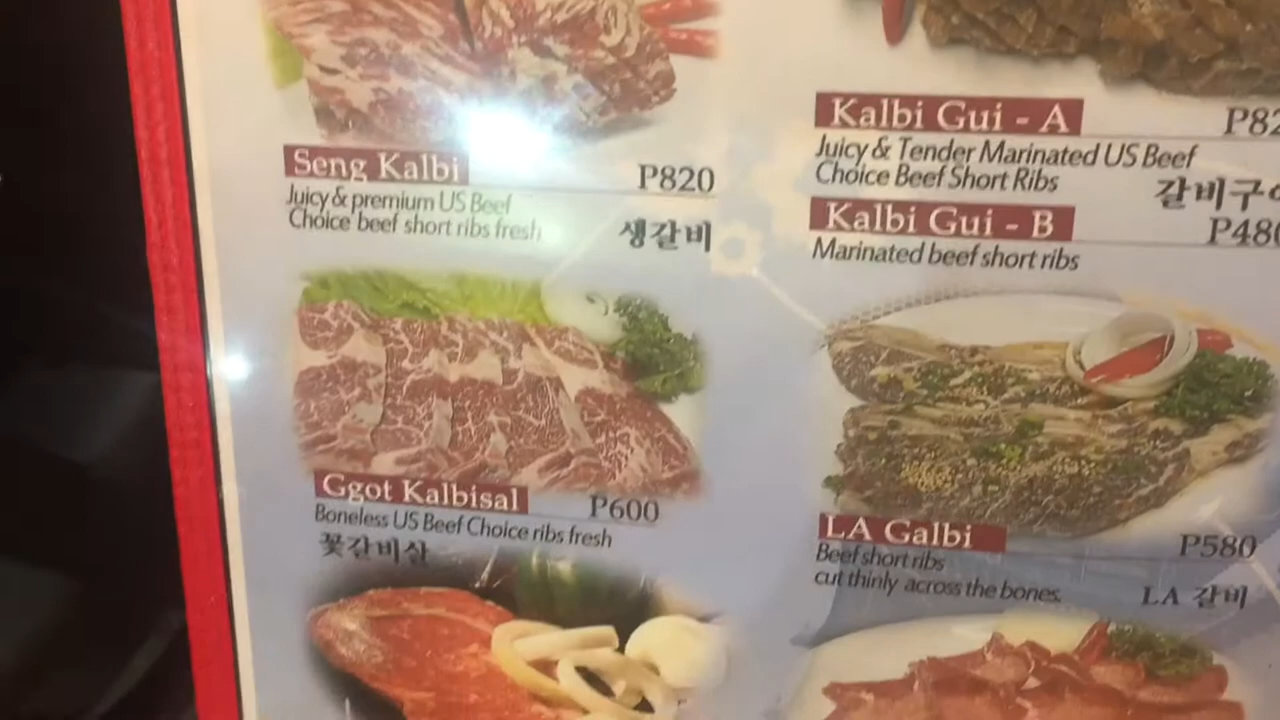 Seng Kalbi P820
Juicy & premium US Beef
Choice beef short ribs fresh 생갈비
Ggot Kalbisal P600
Boneless US Beef Choice ribs fresh
꽃갈비살
Kalbi Gui - A
Juicy & Tender Marinated US Beef
Choice Beef Short Ribs
Kalbi Gui - B
Marinated beef short ribs
LA Galbi P580
Beef short ribs
cut thinly across the bones. LA 갈비